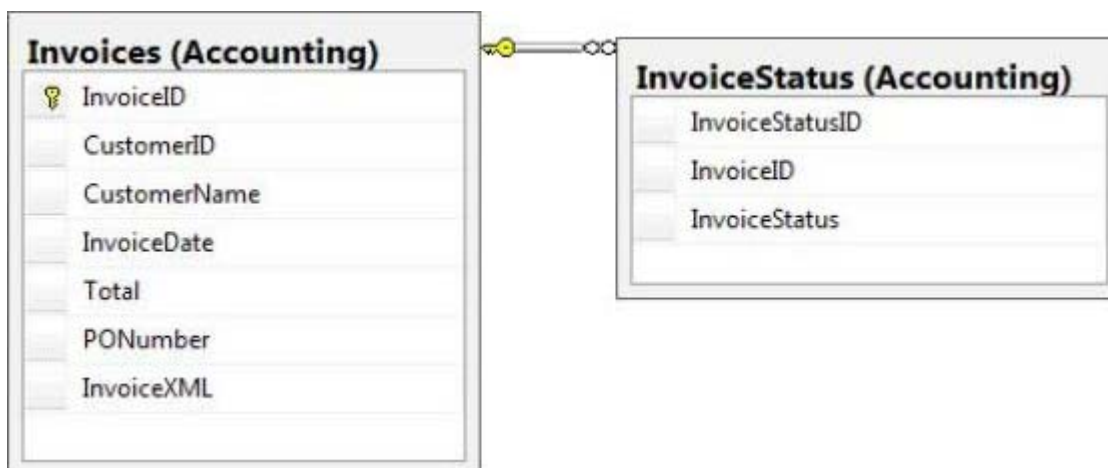 Invoices (Accounting)
InvoiceID
CustomerID
CustomerName
InvoiceDate
Total
PONumber
InvoiceXML
InvoiceStatus (Accounting)
InvoiceStatusID
InvoiceID
InvoiceStatus